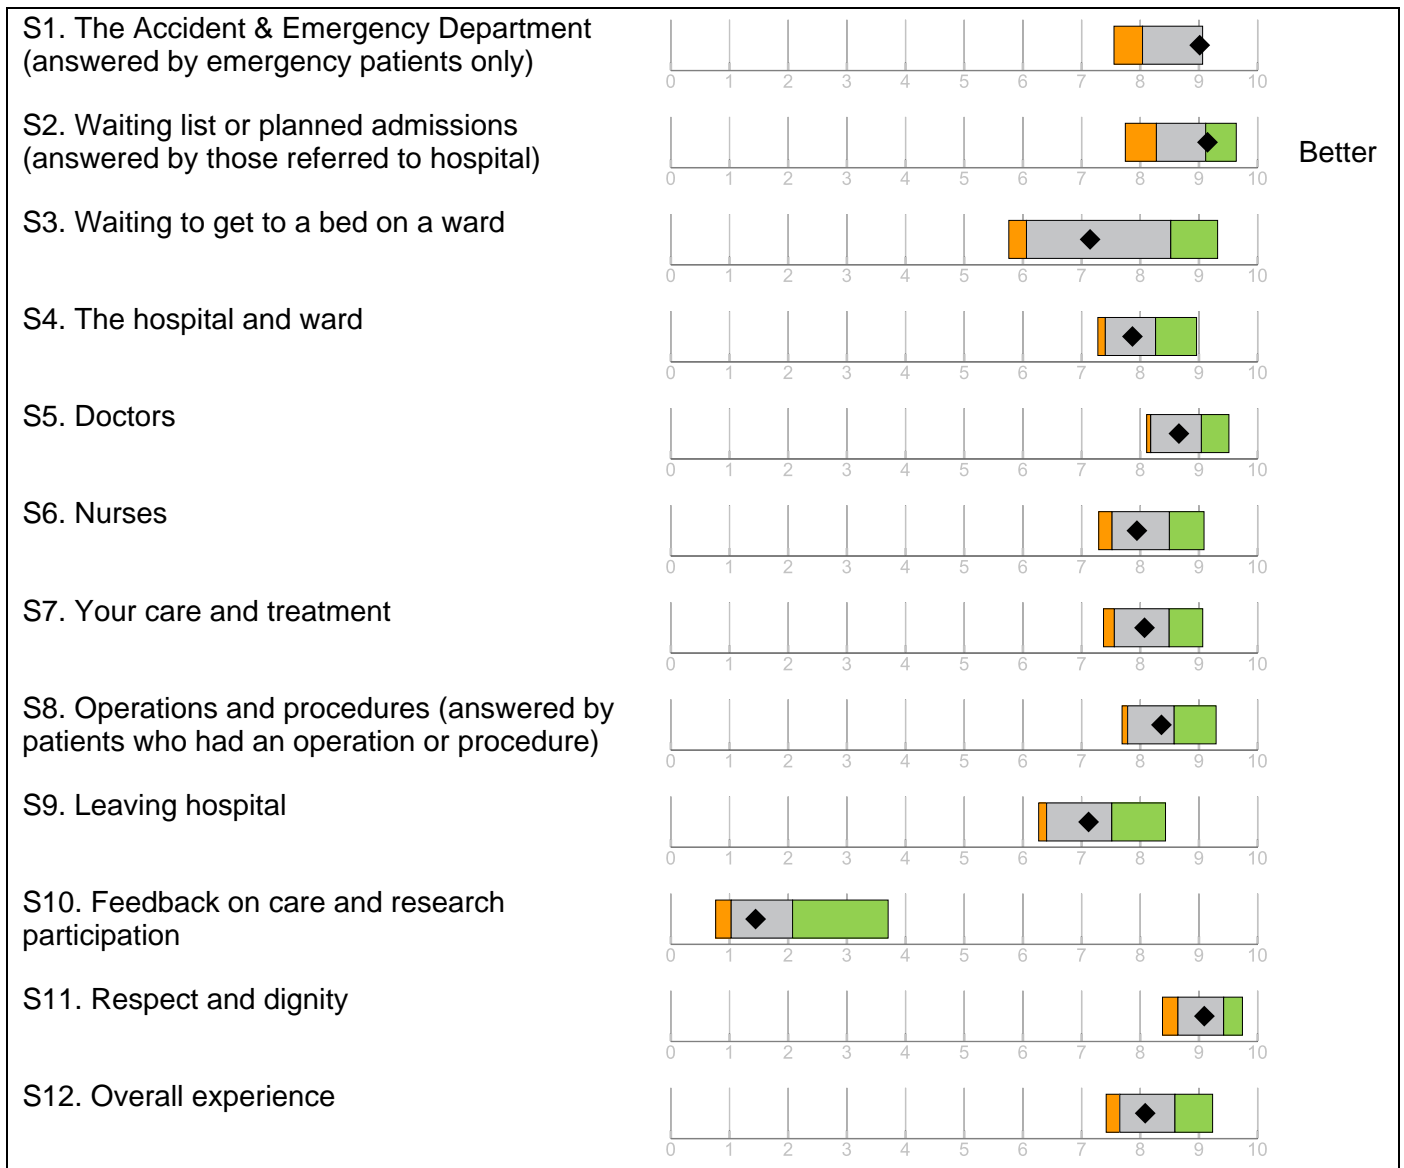 S1. The Accident & Emergency Department
(answered by emergency patients only)
0 1 2 3 4 5 6 7 8 9 10
S2. Waiting list or planned admissions
(answered by those referred to hospital)
Better
0 1 2 3 4 5 6 7 8 9 10
S3. Waiting to get to a bed on a ward
0 1 2 3 4 5 6 7 8 9 10
S4. The hospital and ward
0 1 2 3 4 5 6 7 8 9 10
S5. Doctors
0 1 2 3 4 5 6 7 8 9 10
S6. Nurses
0 1 2 3 4 5 6 7 8 9 10
S7. Your care and treatment
0 1 2 3 4 5 6 7 8 9 10
S8. Operations and procedures (answered by
patients who had an operation or procedure)
0 1 2 3 4 5 6 7 8 9 10
S9. Leaving hospital
0 1 2 3 4 5 6 7 8 9 10
S10. Feedback on care and research
participation
0 1 2 3 4 5 6 7 8 9 10
S11. Respect and dignity
0 1 2 3 4 5 6 7 8 9 10
S12. Overall experience
0 1 2 3 4 5 6 7 8 9 10